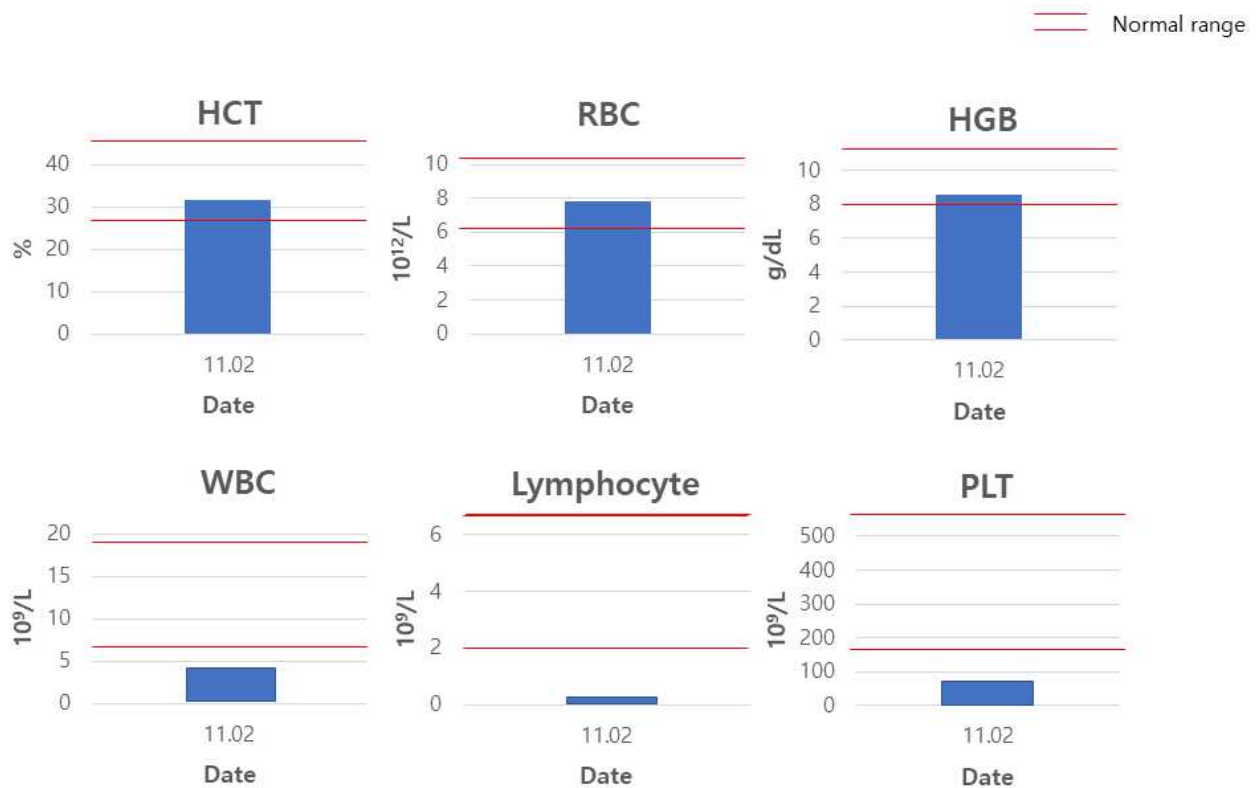 Normal range
HCT
%
40
30
20
10
0
11.02
Date
RBC
10¹²/L
10
8
6
4
2
0
11.02
Date
HGB
g/dL
10
8
6
4
2
0
11.02
Date
WBC
10⁹/L
20
15
10
5
0
11.02
Date
Lymphocyte
10⁹/L
6
4
2
0
11.02
Date
PLT
10⁹/L
500
400
300
200
100
0
11.02
Date